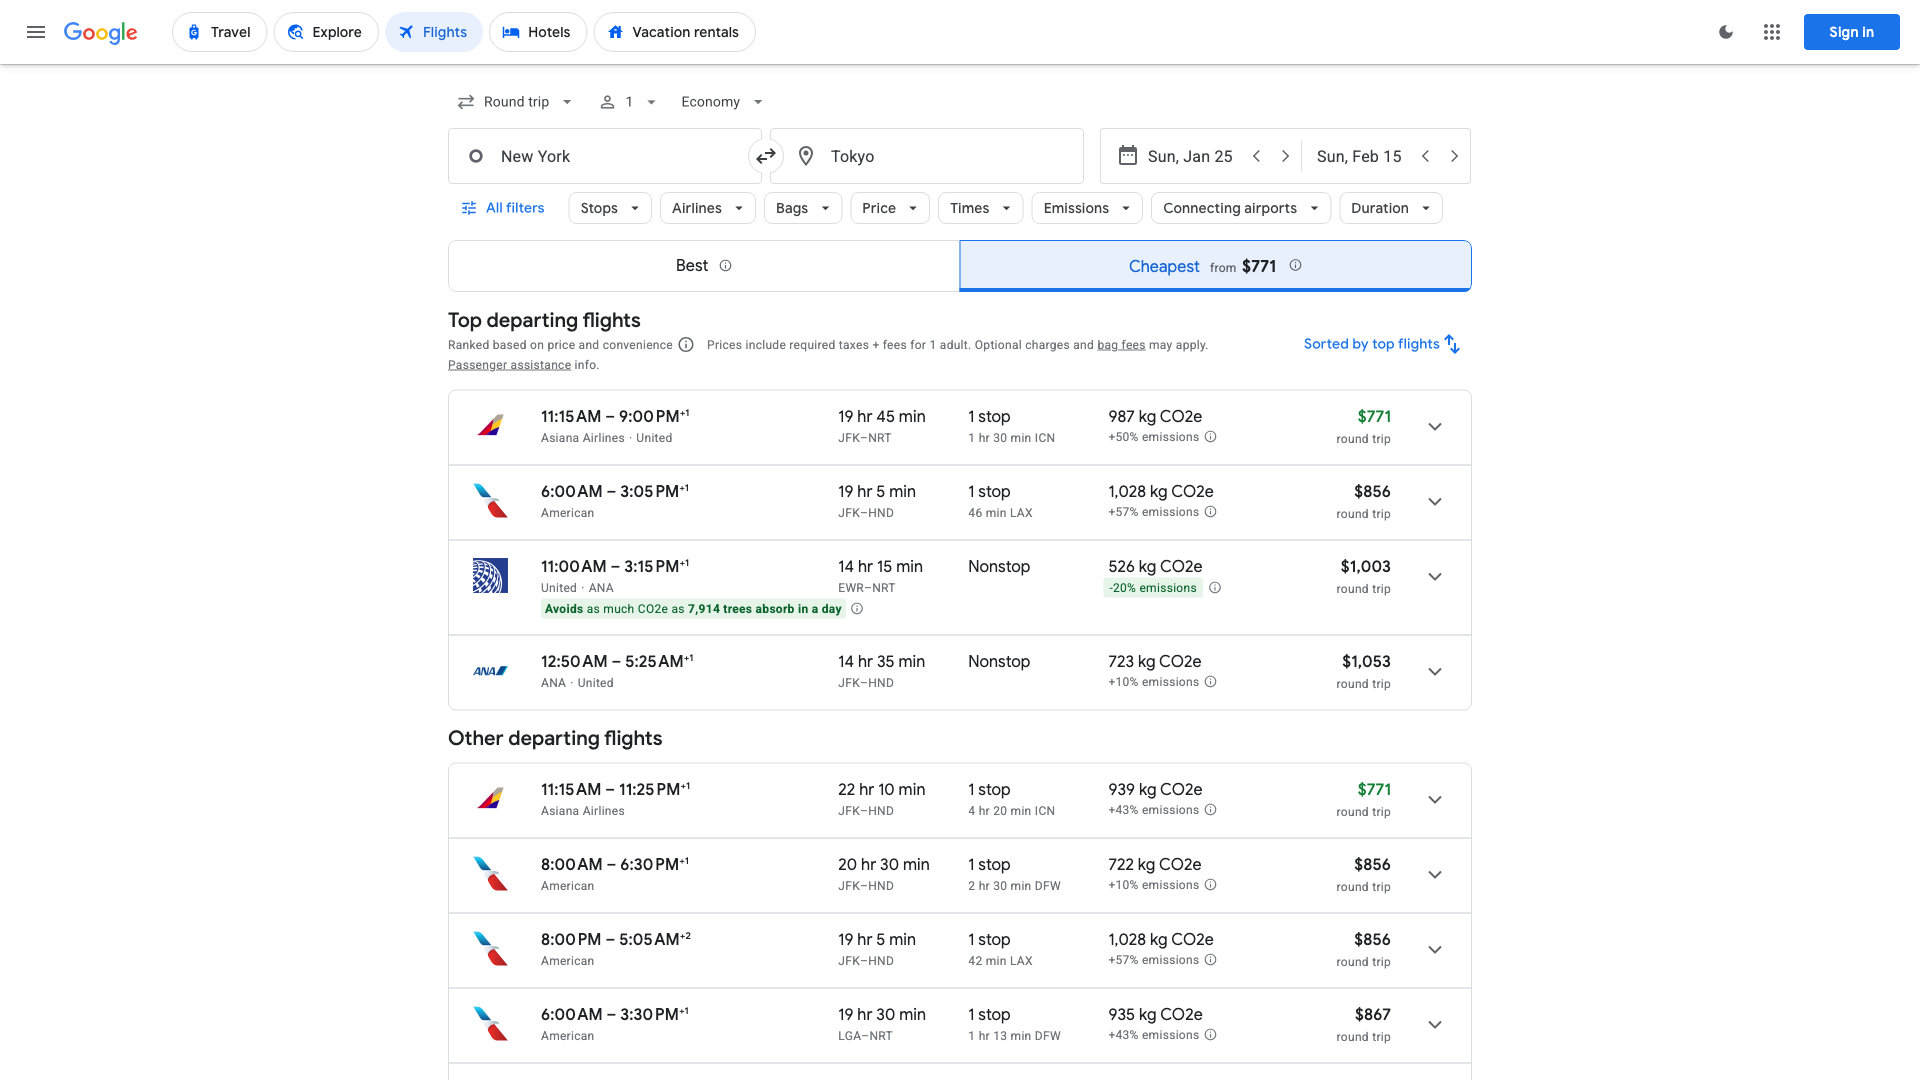 Google
Travel
Explore
Flights
Hotels
Vacation rentals
Sign in
Round trip
1
Economy
New York
Tokyo
Sun, Jan 25
Sun, Feb 15
All filters
Stops
Airlines
Bags
Price
Times
Emissions
Connecting airports
Duration
Best
Cheapest from $771
Top departing flights
Ranked based on price and convenience Prices include required taxes + fees for 1 adult. Optional charges and bag fees may apply.
Passenger assistance info.
Sorted by top flights
11:15 AM – 9:00 PM+1 19 hr 45 min 1 stop 987 kg CO2e $771
Asiana Airlines · United JFK–NRT 1 hr 30 min ICN +50% emissions round trip
6:00 AM – 3:05 PM+1 19 hr 5 min 1 stop 1,028 kg CO2e $856
American JFK–HND 46 min LAX +57% emissions round trip
11:00 AM – 3:15 PM+1 14 hr 15 min Nonstop 526 kg CO2e $1,003
United · ANA EWR–NRT -20% emissions round trip
Avoids as much CO2e as 7,914 trees absorb in a day
ANA 12:50 AM – 5:25 AM+1 14 hr 35 min Nonstop 723 kg CO2e $1,053
ANA · United JFK–HND +10% emissions round trip
Other departing flights
11:15 AM – 11:25 PM+1 22 hr 10 min 1 stop 939 kg CO2e $771
Asiana Airlines JFK–HND 4 hr 20 min ICN +43% emissions round trip
8:00 AM – 6:30 PM+1 20 hr 30 min 1 stop 722 kg CO2e $856
American JFK–HND 2 hr 30 min DFW +10% emissions round trip
8:00 PM – 5:05 AM+2 19 hr 5 min 1 stop 1,028 kg CO2e $856
American JFK–HND 42 min LAX +57% emissions round trip
6:00 AM – 3:30 PM+1 19 hr 30 min 1 stop 935 kg CO2e $867
American LGA–NRT 1 hr 13 min DFW +43% emissions round trip